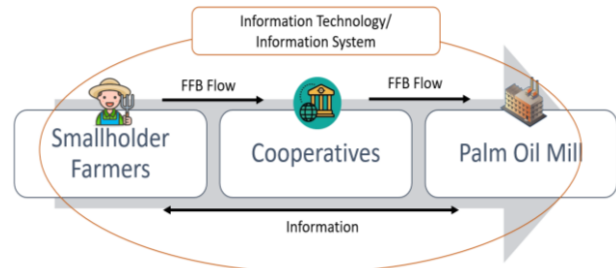 Information Technology/
Information System
FFB Flow
FFB Flow
Smallholder
Farmers
Cooperatives
Palm Oil Mill
Information